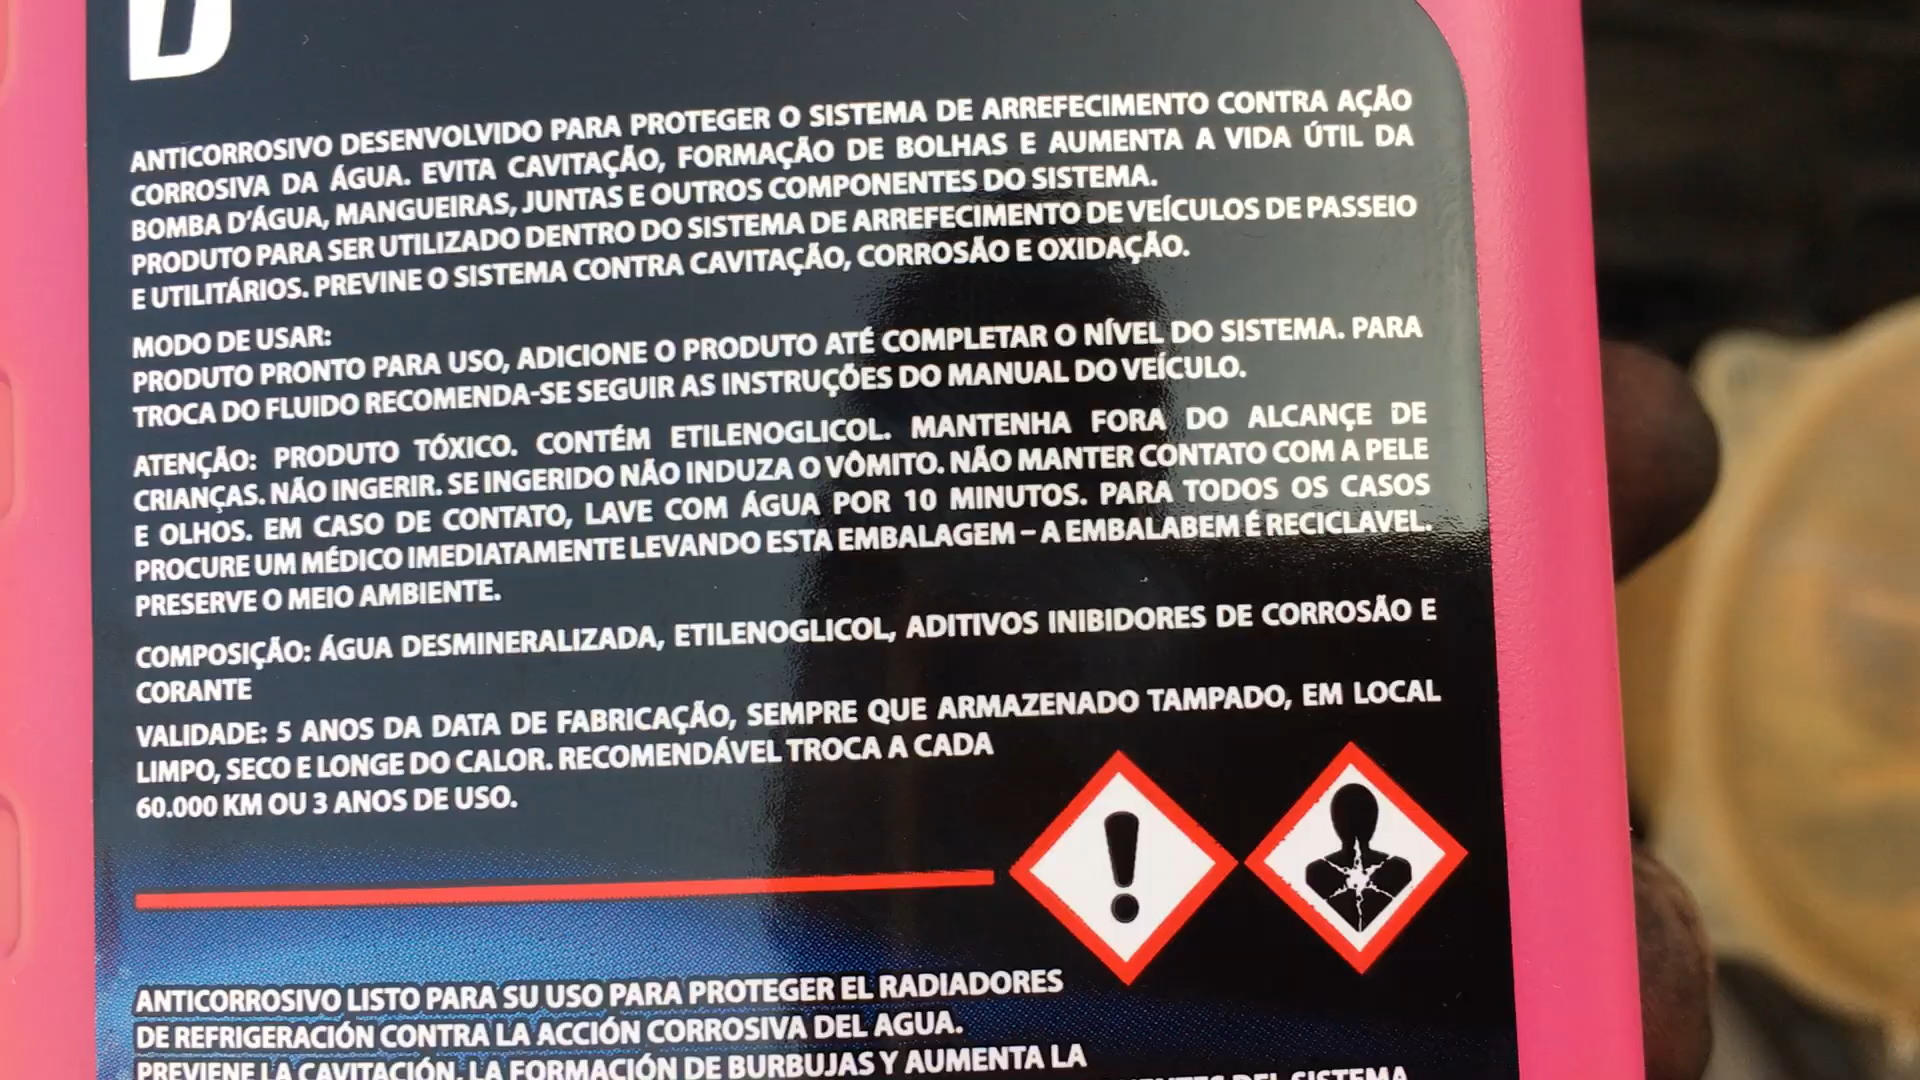 ANTICORROSIVO DESENVOLVIDO PARA PROTEGER O SISTEMA DE ARREFECIMENTO CONTRA AÇÃO
CORROSIVA DA ÁGUA. EVITA CAVITAÇÃO, FORMAÇÃO DE BOLHAS E AUMENTA A VIDA ÚTIL DA
BOMBA D'ÁGUA, MANGUEIRAS, JUNTAS E OUTROS COMPONENTES DO SISTEMA.
PRODUTO PARA SER UTILIZADO DENTRO DO SISTEMA DE ARREFECIMENTO DE VEÍCULOS DE PASSEIO
E UTILITÁRIOS. PREVINE O SISTEMA CONTRA CAVITAÇÃO, CORROSÃO E OXIDAÇÃO.
MODO DE USAR:
PRODUTO PRONTO PARA USO, ADICIONE O PRODUTO ATÉ COMPLETAR O NÍVEL DO SISTEMA. PARA
TROCA DO FLUIDO RECOMENDA-SE SEGUIR AS INSTRUÇÕES DO MANUAL DO VEÍCULO.
ATENÇÃO: PRODUTO TÓXICO. CONTÉM ETILENOGLICOL. MANTENHA FORA DO ALCANÇE DE
CRIANÇAS. NÃO INGERIR. SE INGERIDO NÃO INDUZA O VÔMITO. NÃO MANTER CONTATO COM A PELE
E OLHOS. EM CASO DE CONTATO, LAVE COM ÁGUA POR 10 MINUTOS. PARA TODOS OS CASOS
PROCURE UM MÉDICO IMEDIATAMENTE LEVANDO ESTA EMBALAGEM – A EMBALABEM É RECICLAVEL.
PRESERVE O MEIO AMBIENTE.
COMPOSIÇÃO: ÁGUA DESMINERALIZADA, ETILENOGLICOL, ADITIVOS INIBIDORES DE CORROSÃO E
CORANTE
VALIDADE: 5 ANOS DA DATA DE FABRICAÇÃO, SEMPRE QUE ARMAZENADO TAMPADO, EM LOCAL
LIMPO, SECO E LONGE DO CALOR. RECOMENDÁVEL TROCA A CADA
60.000 KM OU 3 ANOS DE USO.
ANTICORROSIVO LISTO PARA SU USO PARA PROTEGER EL RADIADORES
DE REFRIGERACIÓN CONTRA LA ACCIÓN CORROSIVA DEL AGUA.
PREVIENE LA CAVITACIÓN, LA FORMACIÓN DE BURBUJAS Y AUMENTA LA
DEL SISTEMA